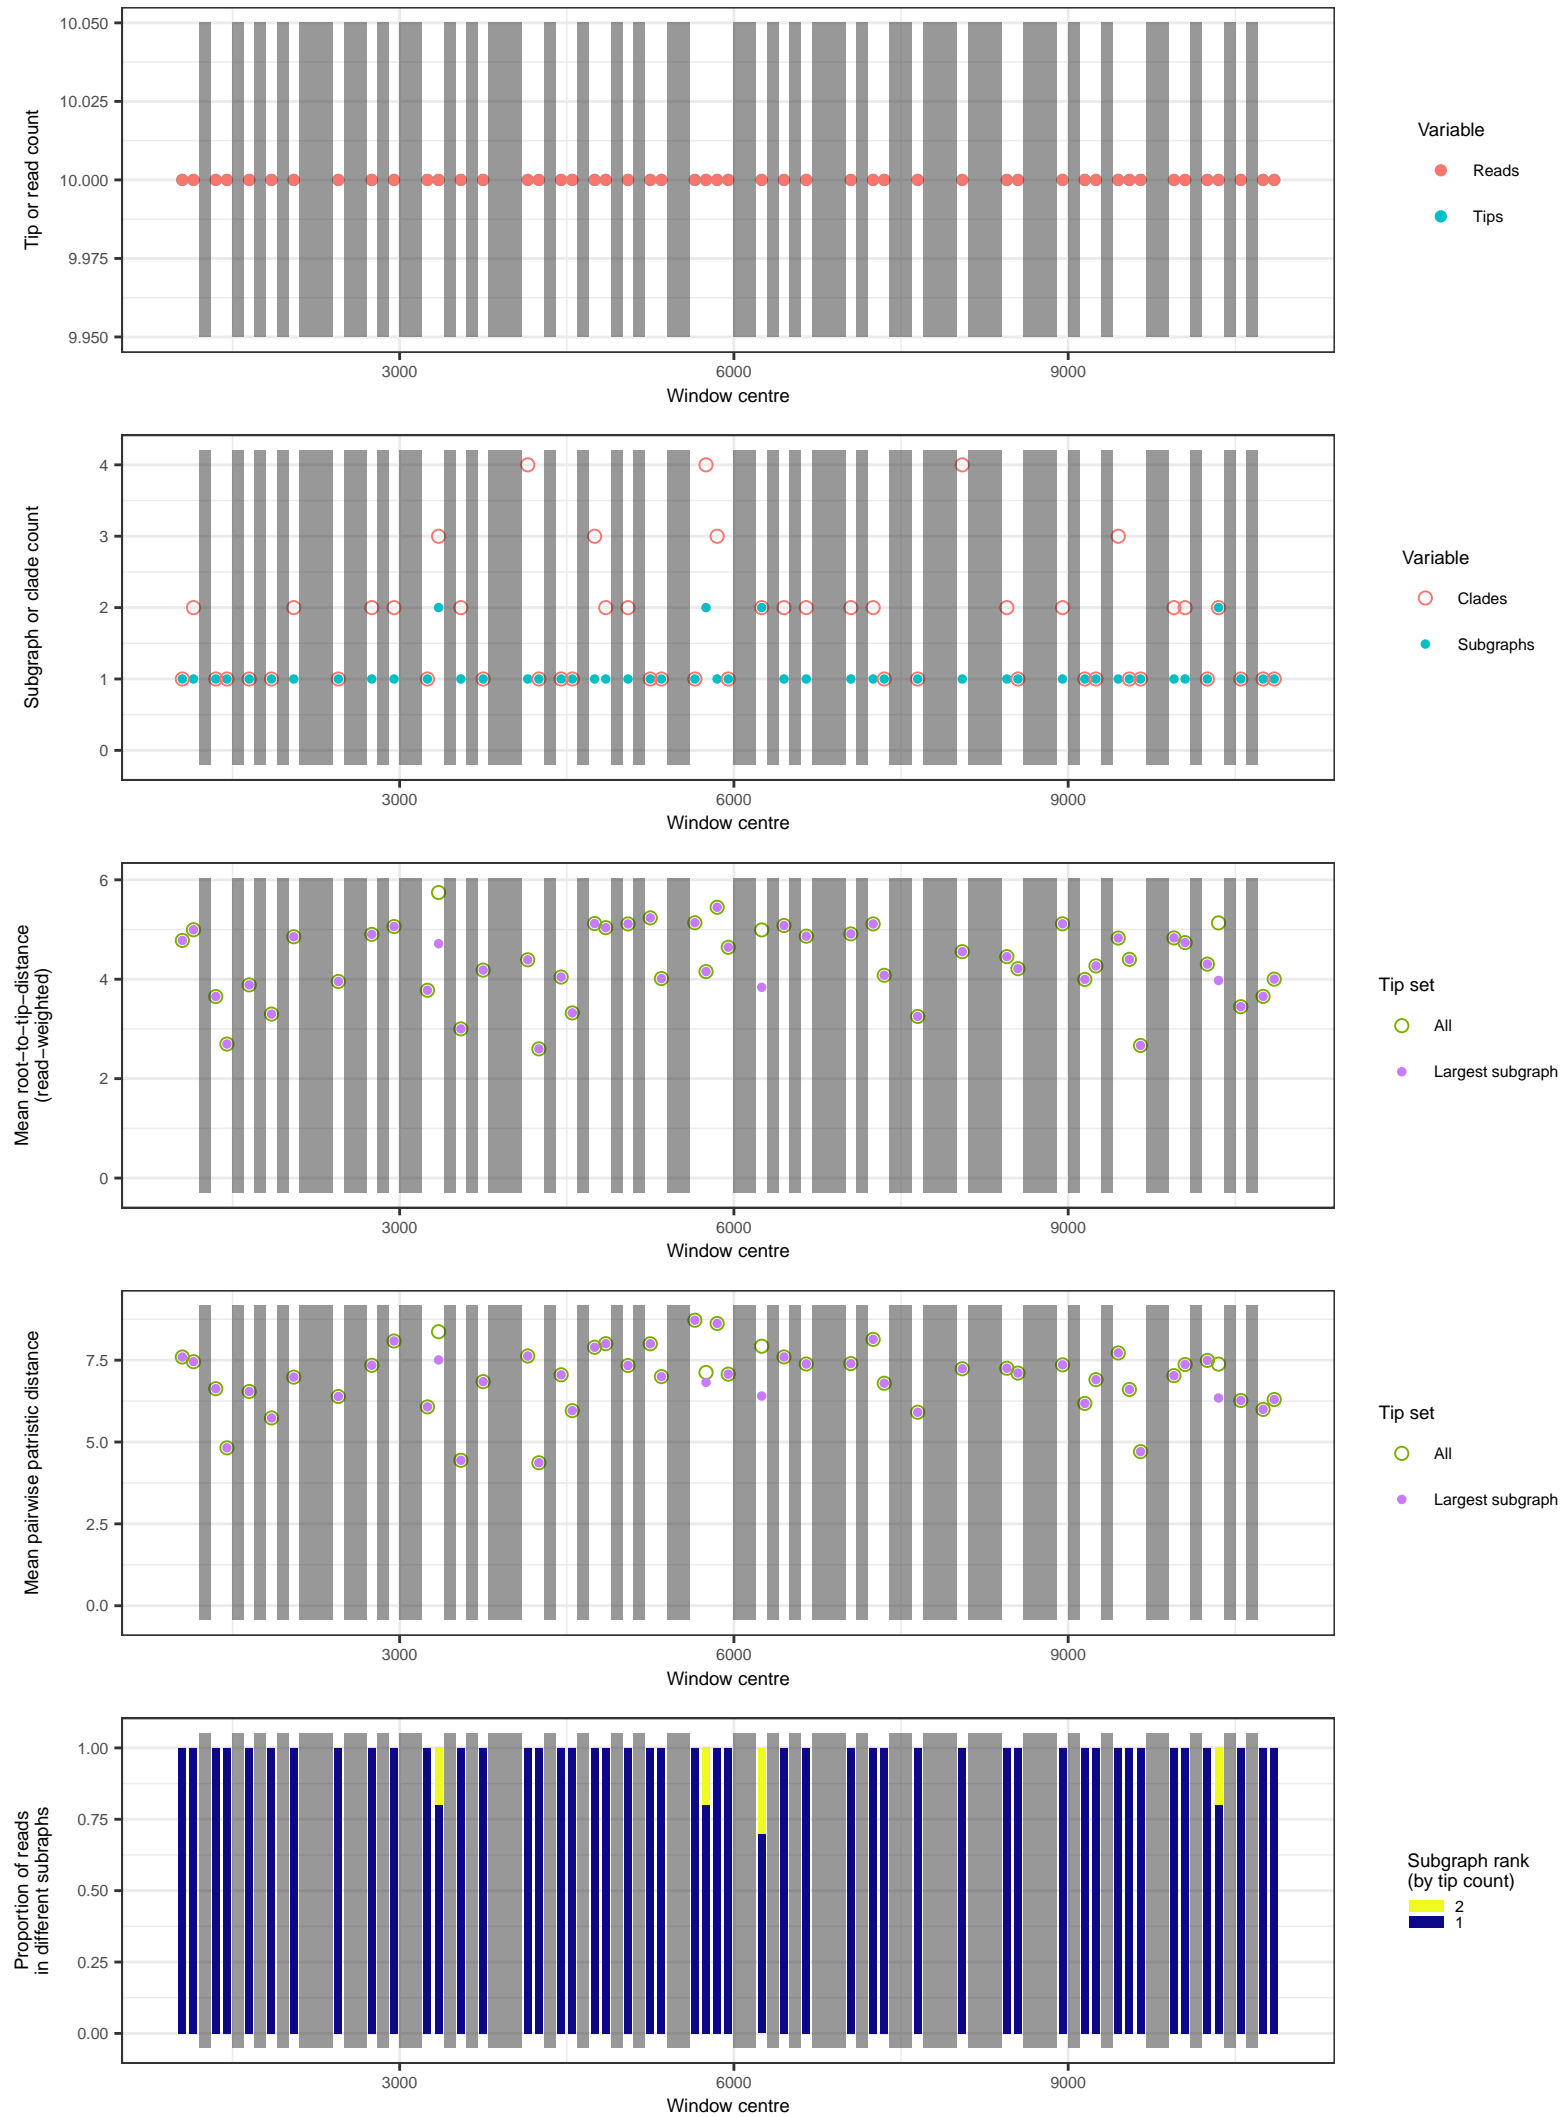 10.050
10.025
10.000
9.975
9.950
Tip or read count
3000
6000
9000
Window centre
Variable
Reads
Tips
4
3
2
1
0
Subgraph or clade count
3000
6000
9000
Window centre
Variable
Clades
Subgraphs
6
4
2
0
Mean root−to−tip−distance
(read−weighted)
3000
6000
9000
Window centre
Tip set
All
Largest subgraph
7.5
5.0
2.5
0.0
Mean pairwise patristic distance
3000
6000
9000
Window centre
Tip set
All
Largest subgraph
1.00
0.75
0.50
0.25
0.00
Proportion of reads
in different subraphs
3000
6000
9000
Window centre
Subgraph rank
(by tip count)
2
1